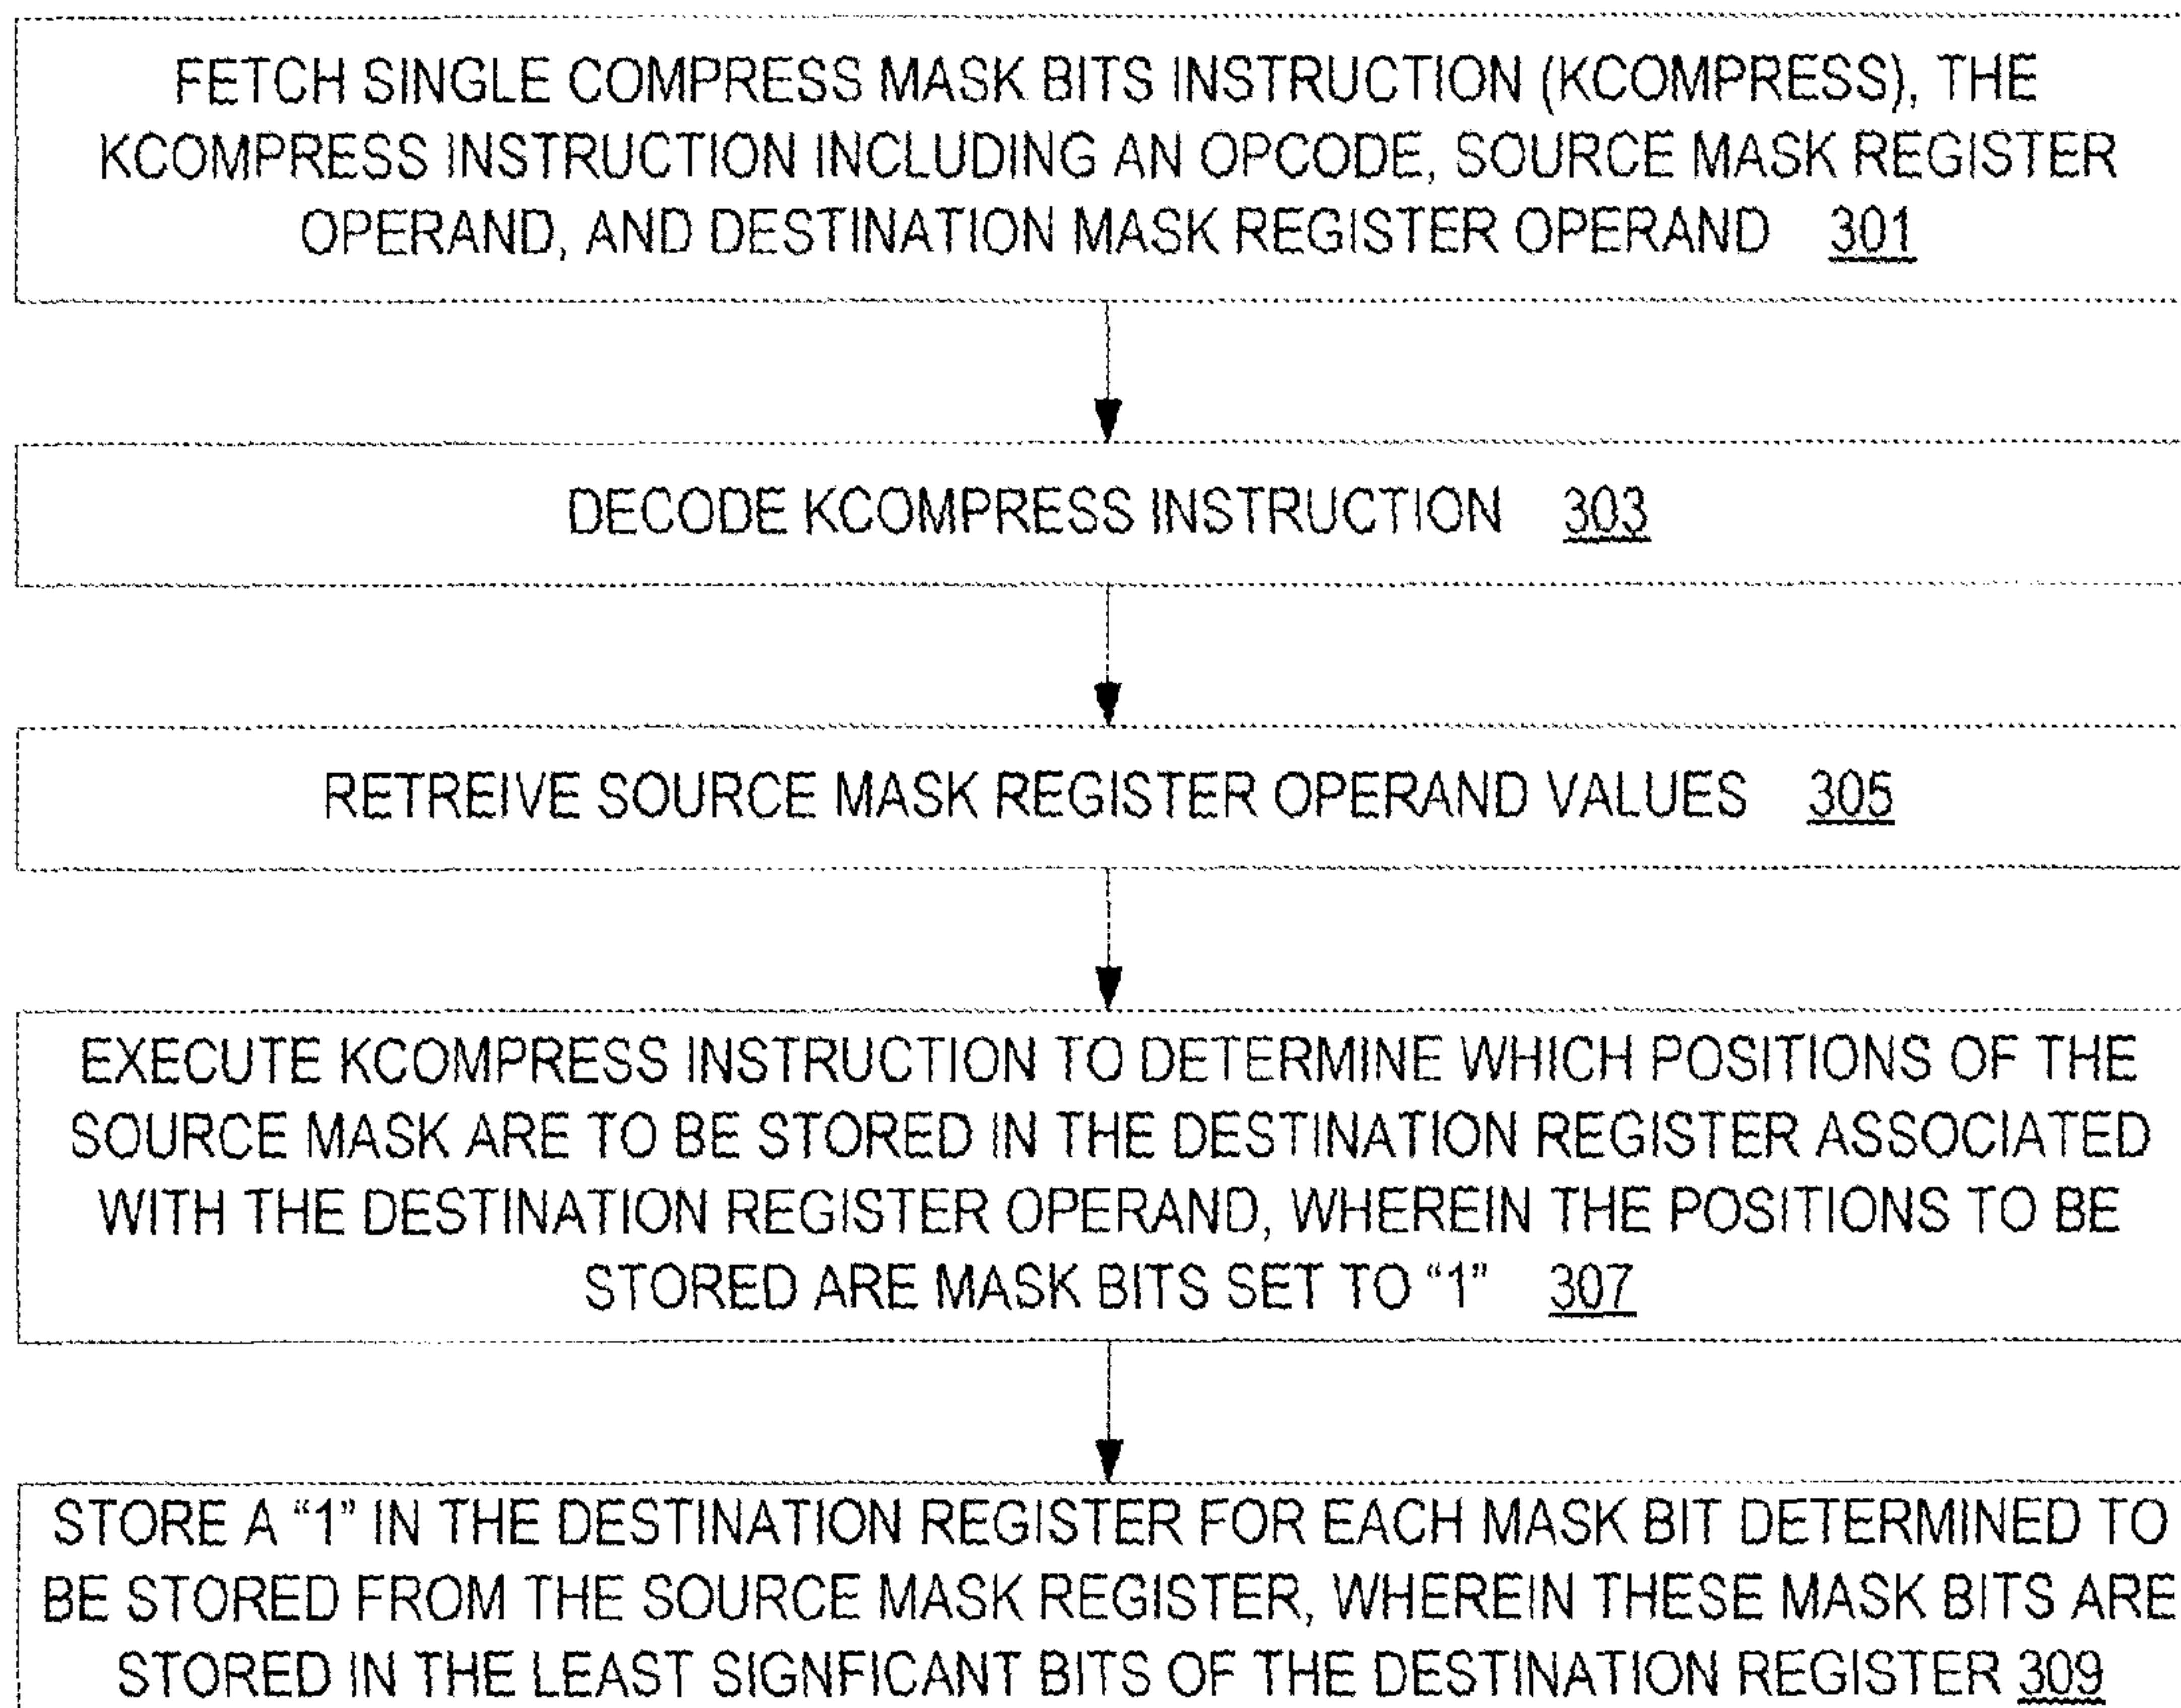 FETCH SINGLE COMPRESS MASK BITS INSTRUCTION (KCOMPRESS), THE
KCOMPRESS INSTRUCTION INCLUDING AN OPCODE, SOURCE MASK REGISTER
OPERAND, AND DESTINATION MASK REGISTER OPERAND 301
DECODE KCOMPRESS INSTRUCTION 303
RETREIVE SOURCE MASK REGISTER OPERAND VALUES 305
EXECUTE KCOMPRESS INSTRUCTION TO DETERMINE WHICH POSITIONS OF THE
SOURCE MASK ARE TO BE STORED IN THE DESTINATION REGISTER ASSOCIATED
WITH THE DESTINATION REGISTER OPERAND, WHEREIN THE POSITIONS TO BE
STORED ARE MASK BITS SET TO “1” 307
STORE A “1” IN THE DESTINATION REGISTER FOR EACH MASK BIT DETERMINED TO
BE STORED FROM THE SOURCE MASK REGISTER, WHEREIN THESE MASK BITS ARE
STORED IN THE LEAST SIGNFICANT BITS OF THE DESTINATION REGISTER 309